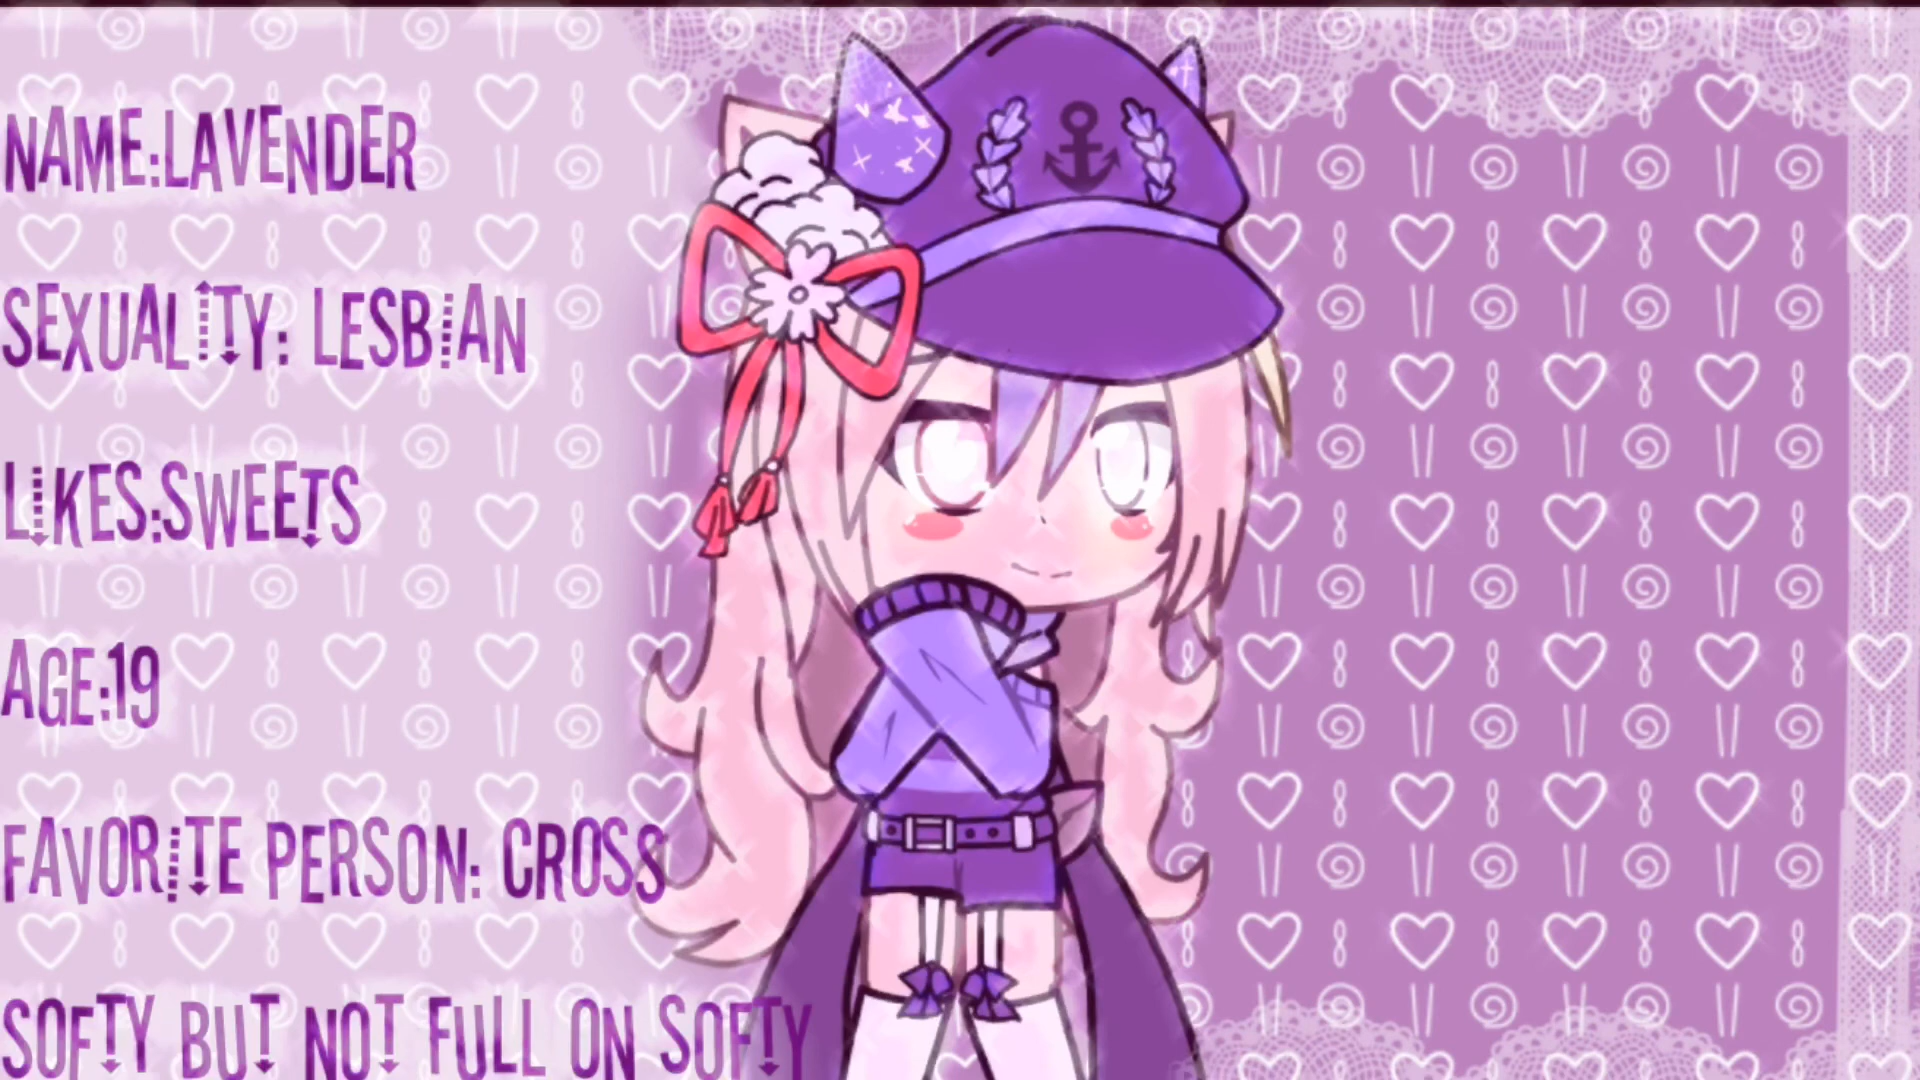 NAME:LAVENDER
SEXUALITY: LESBIAN
LIKES:SWEETS
AGE:19
FAVORITE PERSON: CROSS
SOFTY BUT NOT FULL ON SOFTY